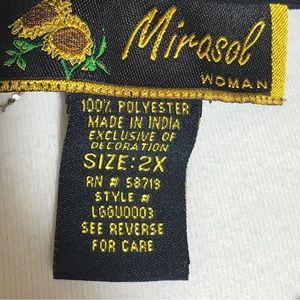 Mirasol
WOMAN
100% POLYESTER
MADE IN INDIA
EXCLUSIVE OF
DECORATION
SIZE: 2X
RN # 58719
STYLE #
LGGU0003
SEE REVERSE
FOR CARE